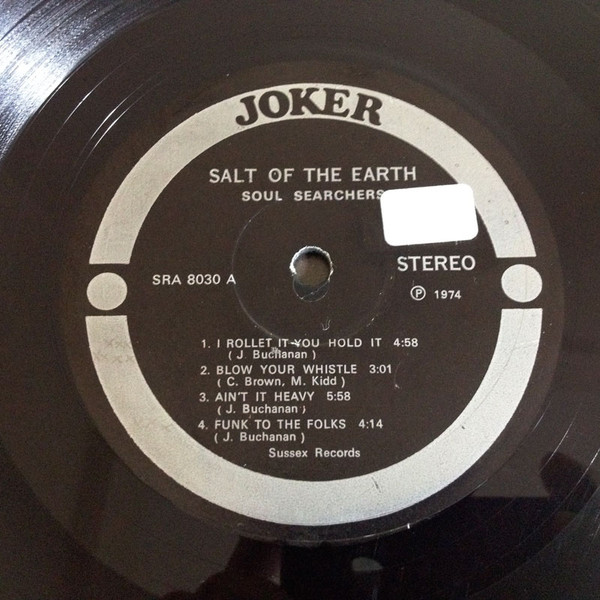 JOKER
SALT OF THE EARTH
SOUL SEARCHERS
STEREO
SRA 8030 A
℗ 1974
1. I ROLLET IT YOU HOLD IT 4:58
( J. Buchanan )
2. BLOW YOUR WHISTLE 3:01
( C. Brown, M. Kidd )
3. AIN'T IT HEAVY 5:58
( J. Buchanan )
4. FUNK TO THE FOLKS 4:14
( J. Buchanan )
Sussex Records